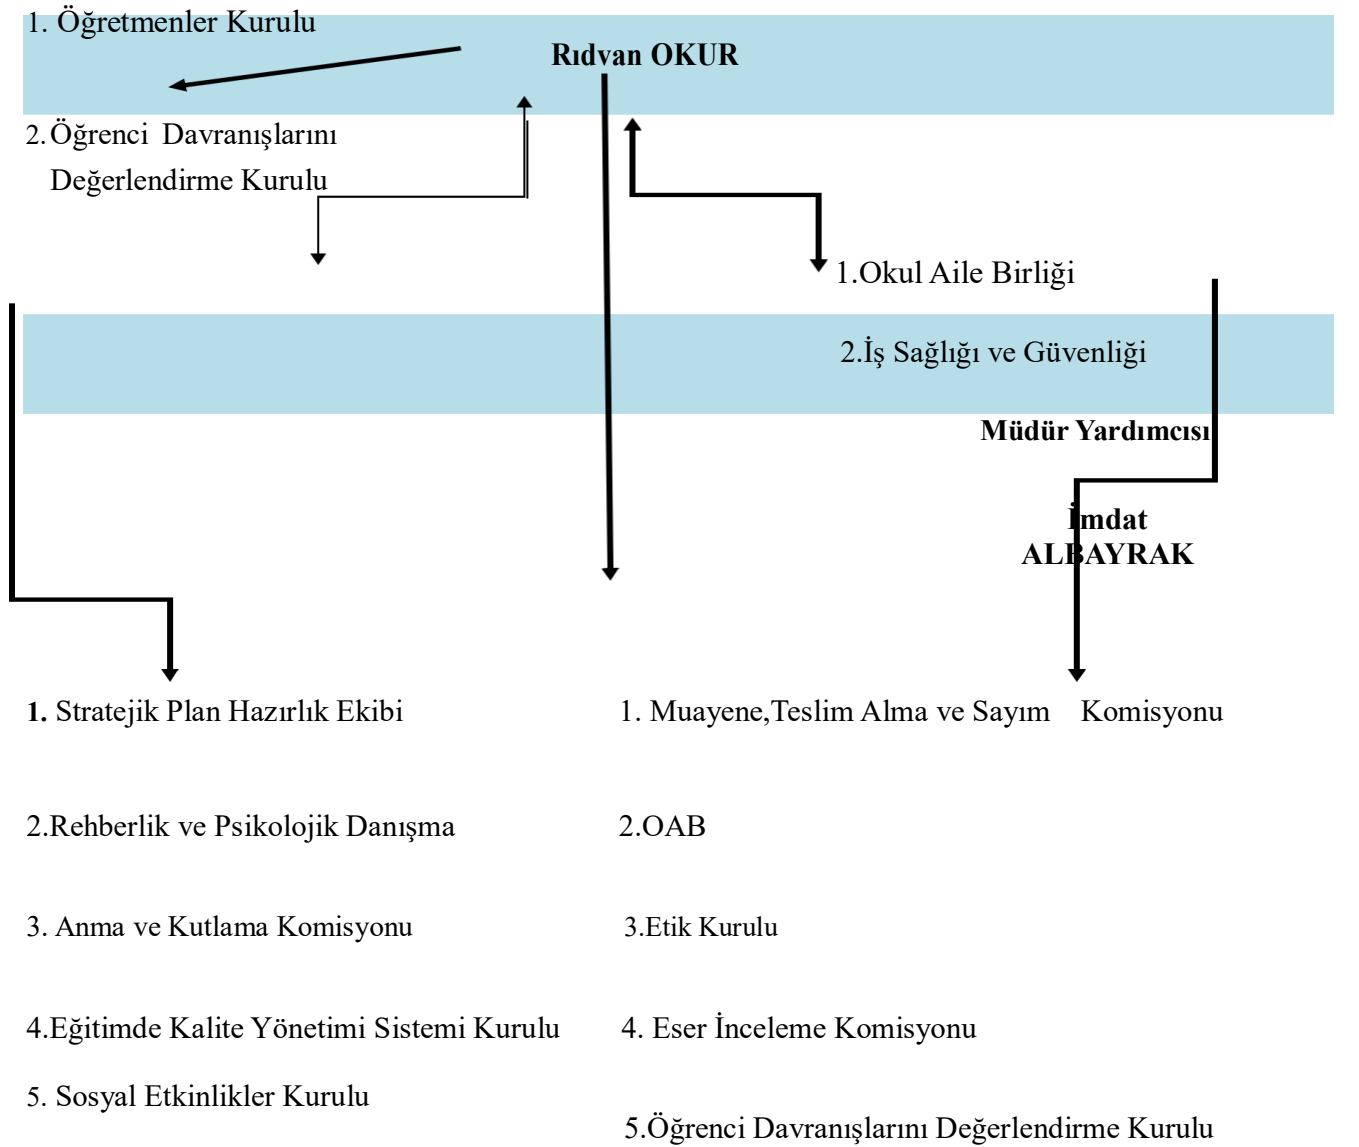 1. Öğretmenler Kurulu
Rıdvan OKUR
2. Öğrenci Davranışlarını
Değerlendirme Kurulu
1.Okul Aile Birliği
2.İş Sağlığı ve Güvenliği
Müdür Yardımcısı
İmdat
ALBAYRAK
1. Stratejik Plan Hazırlık Ekibi
1. Muayene,Teslim Alma ve Sayım Komisyonu
2.Rehberlik ve Psikolojik Danışma
2.OAB
3. Anma ve Kutlama Komisyonu
3.Etik Kurulu
4.Eğitimde Kalite Yönetimi Sistemi Kurulu
4. Eser İnceleme Komisyonu
5. Sosyal Etkinlikler Kurulu
5.Öğrenci Davranışlarını Değerlendirme Kurulu